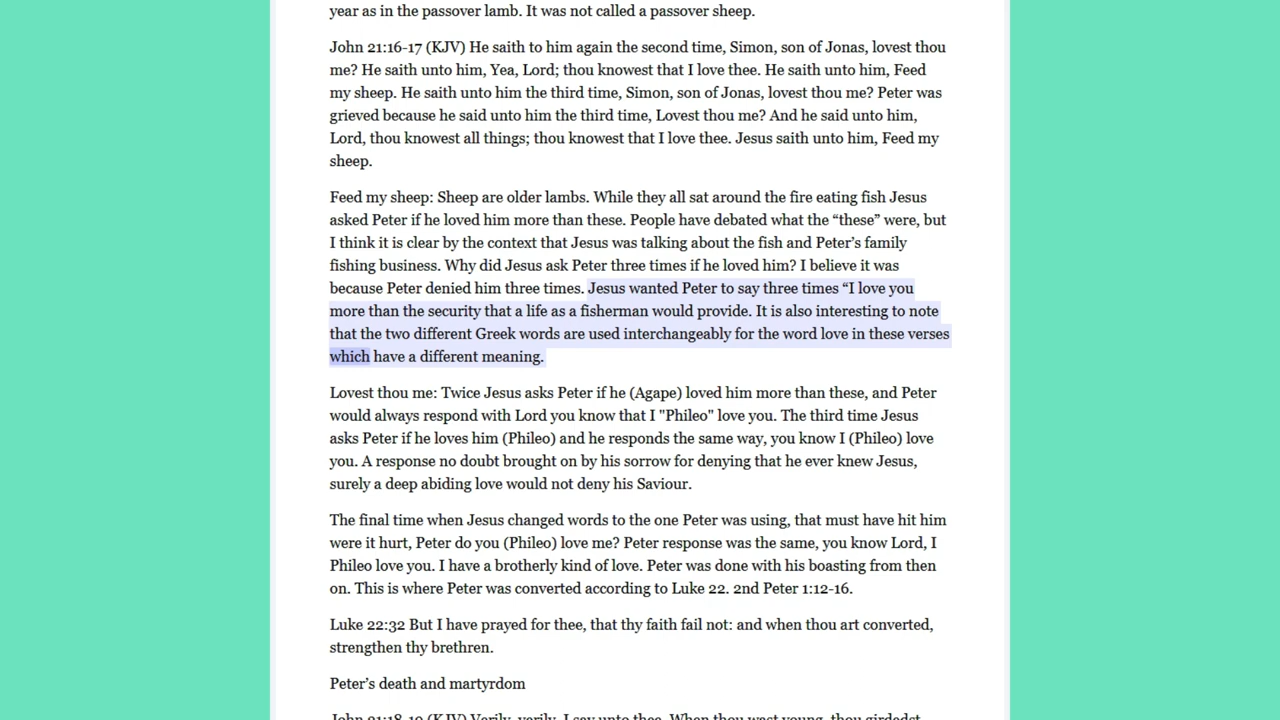 year as in the passover lamb. It was not called a passover sheep.
John 21:16-17 (KJV) He saith to him again the second time, Simon, son of Jonas, lovest thou
me? He saith unto him, Yea, Lord; thou knowest that I love thee. He saith unto him, Feed
my sheep. He saith unto him the third time, Simon, son of Jonas, lovest thou me? Peter was
grieved because he said unto him the third time, Lovest thou me? And he said unto him,
Lord, thou knowest all things; thou knowest that I love thee. Jesus saith unto him, Feed my
sheep.
Feed my sheep: Sheep are older lambs. While they all sat around the fire eating fish Jesus
asked Peter if he loved him more than these. People have debated what the “these” were, but
I think it is clear by the context that Jesus was talking about the fish and Peter’s family
fishing business. Why did Jesus ask Peter three times if he loved him? I believe it was
because Peter denied him three times. Jesus wanted Peter to say three times “I love you
more than the security that a life as a fisherman would provide. It is also interesting to note
that the two different Greek words are used interchangeably for the word love in these verses
which have a different meaning.
Lovest thou me: Twice Jesus asks Peter if he (Agape) loved him more than these, and Peter
would always respond with Lord you know that I "Phileo" love you. The third time Jesus
asks Peter if he loves him (Phileo) and he responds the same way, you know I (Phileo) love
you. A response no doubt brought on by his sorrow for denying that he ever knew Jesus,
surely a deep abiding love would not deny his Saviour.
The final time when Jesus changed words to the one Peter was using, that must have hit him
were it hurt, Peter do you (Phileo) love me? Peter response was the same, you know Lord, I
Phileo love you. I have a brotherly kind of love. Peter was done with his boasting from then
on. This is where Peter was converted according to Luke 22. 2nd Peter 1:12-16.
Luke 22:32 But I have prayed for thee, that thy faith fail not: and when thou art converted,
strengthen thy brethren.
Peter’s death and martyrdom
John 21:18-19 (KJV) Verily, verily, I say unto thee, When thou wast young, thou girdedst